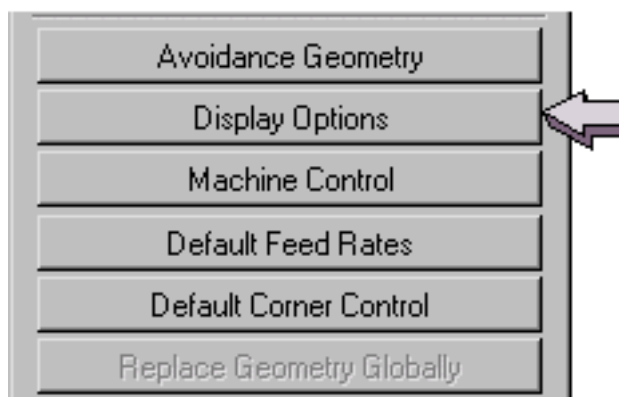 Avoidance Geometry
Display Options
Machine Control
Default Feed Rates
Default Corner Control
Replace Geometry Globally